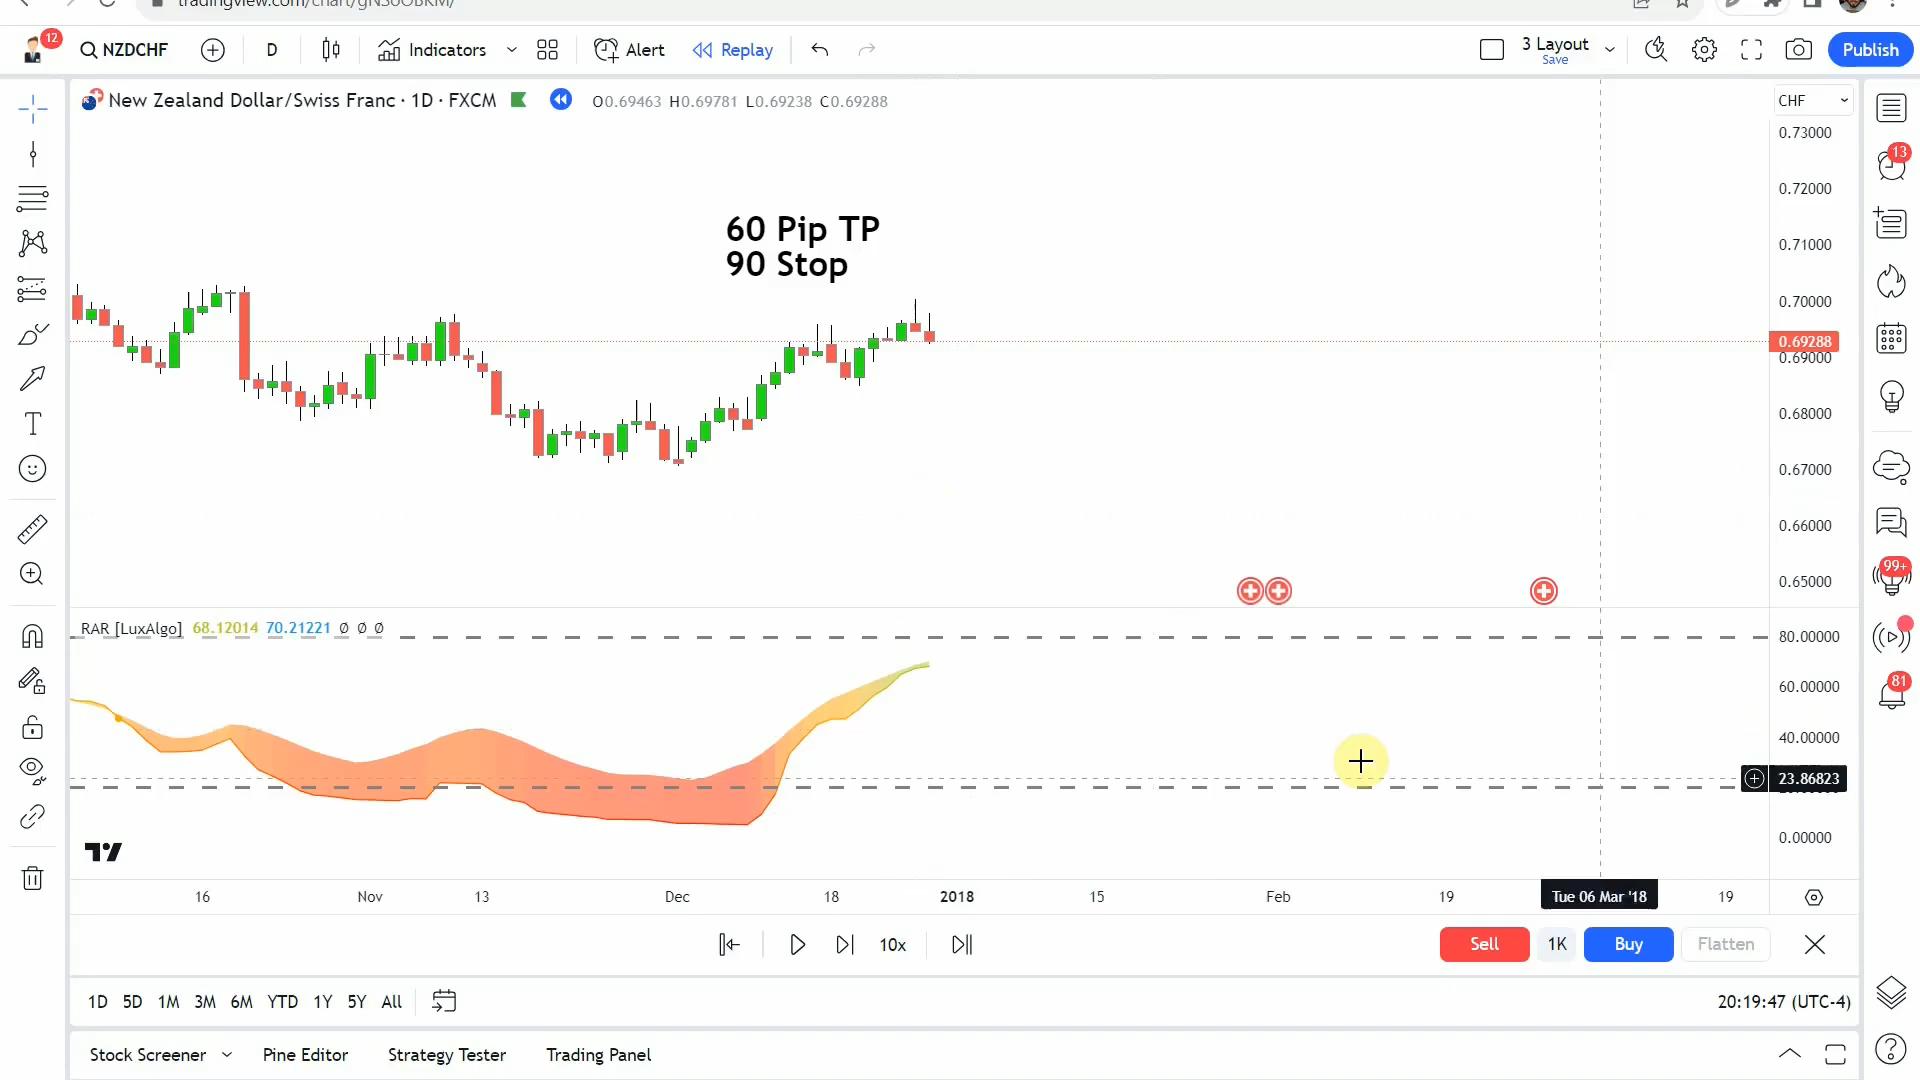 tradingview.com/chart/gNS6OBKM/
12
NZDCHF
D
Indicators
Alert
Replay
3 Layout
Save
Publish
New Zealand Dollar/Swiss Franc · 1D · FXCM
O0.69463 H0.69781 L0.69238 C0.69288
CHF
0.73000
0.72000
0.71000
0.70000
0.69288
0.69000
0.68000
0.67000
0.66000
0.65000
60 Pip TP
90 Stop
13
99+
81
RAR [LuxAlgo] 68.12014 70.21221 Ø Ø Ø
80.00000
60.00000
40.00000
23.86823
0.00000
16 Nov 13 Dec 18 2018 15 Feb 19 Tue 06 Mar '18 19
10x
Sell 1K Buy Flatten
1D 5D 1M 3M 6M YTD 1Y 5Y All
20:19:47 (UTC-4)
Stock Screener Pine Editor Strategy Tester Trading Panel